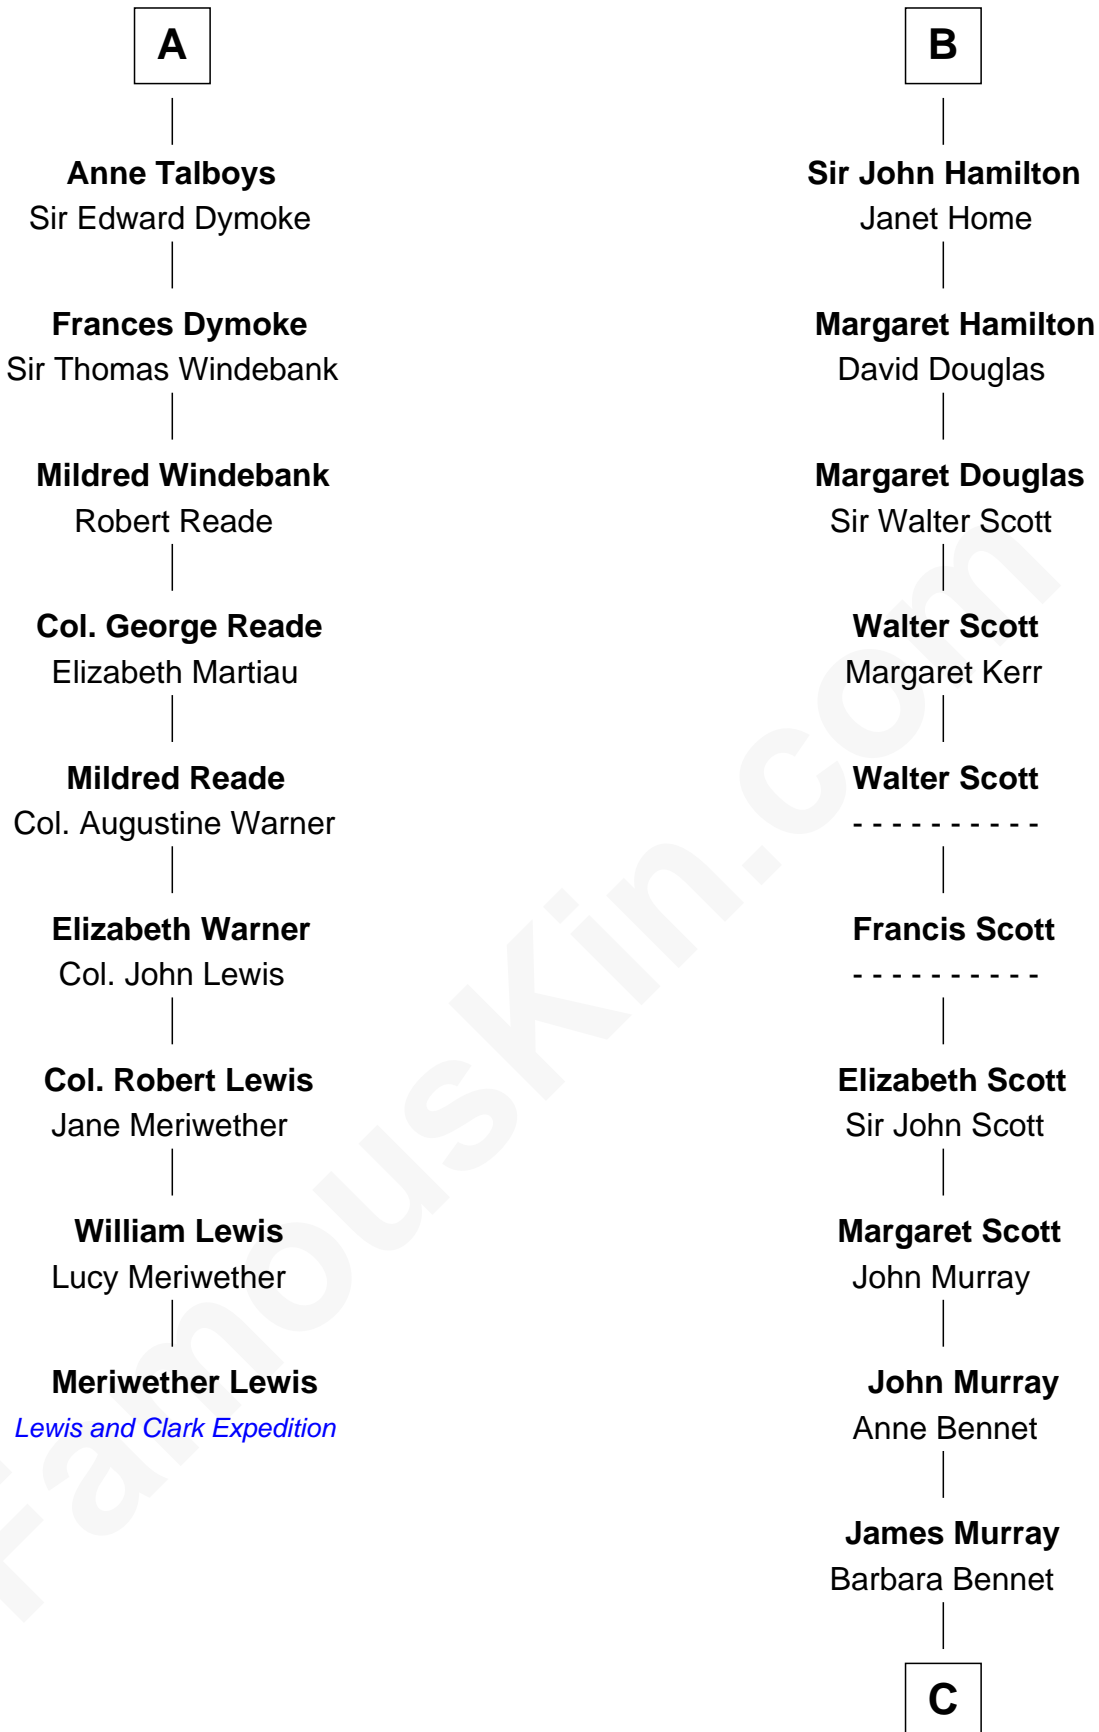 A
Anne Talboys
Sir Edward Dymoke
Frances Dymoke
Sir Thomas Windebank
Mildred Windebank
Robert Reade
Col. George Reade
Elizabeth Martiau
Mildred Reade
Col. Augustine Warner
Elizabeth Warner
Col. John Lewis
Col. Robert Lewis
Jane Meriwether
William Lewis
Lucy Meriwether
Meriwether Lewis
Lewis and Clark Expedition
B
Sir John Hamilton
Janet Home
Margaret Hamilton
David Douglas
Margaret Douglas
Sir Walter Scott
Walter Scott
Margaret Kerr
Walter Scott
- - - - - - - - - -
Francis Scott
- - - - - - - - - -
Elizabeth Scott
Sir John Scott
Margaret Scott
John Murray
John Murray
Anne Bennet
James Murray
Barbara Bennet
C
FamousKin.com